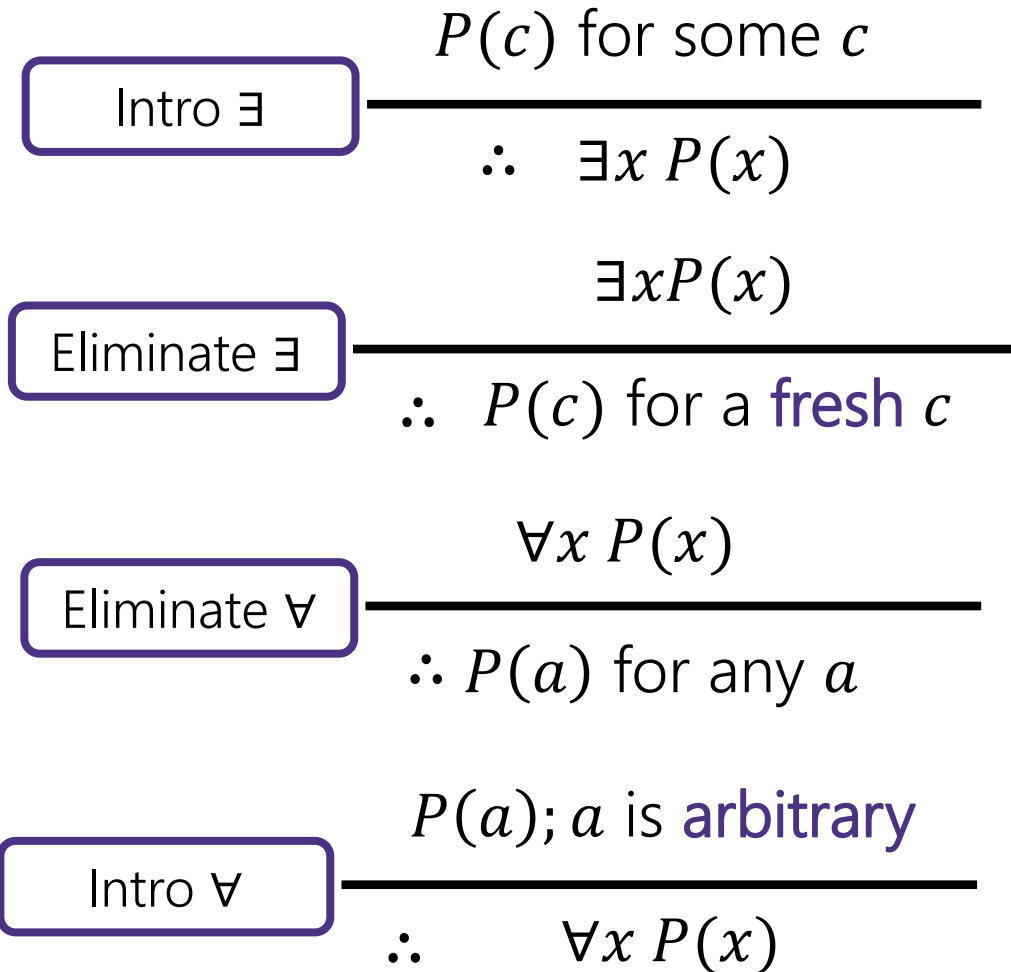 P(c) for some c
Intro ∃
∴ ∃x P(x)
∃xP(x)
Eliminate ∃
∴ P(c) for a fresh c
∀x P(x)
Eliminate ∀
∴ P(a) for any a
P(a); a is arbitrary
Intro ∀
∴ ∀x P(x)